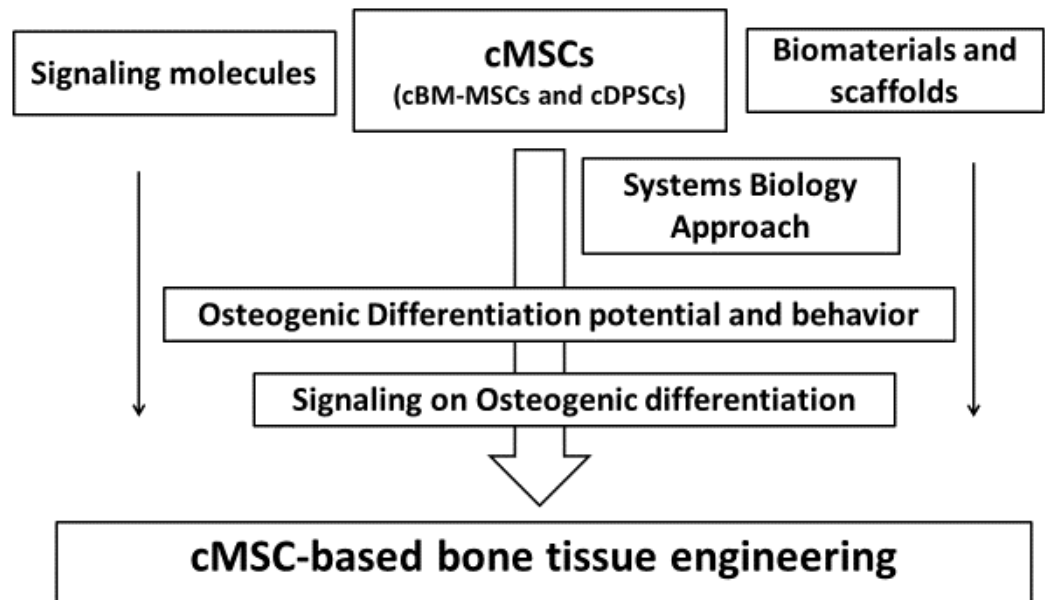 Signaling molecules
cMSCs
(cBM-MSCs and cDPSCs)
Biomaterials and
scaffolds
Systems Biology
Approach
Osteogenic Differentiation potential and behavior
Signaling on Osteogenic differentiation
cMSC-based bone tissue engineering